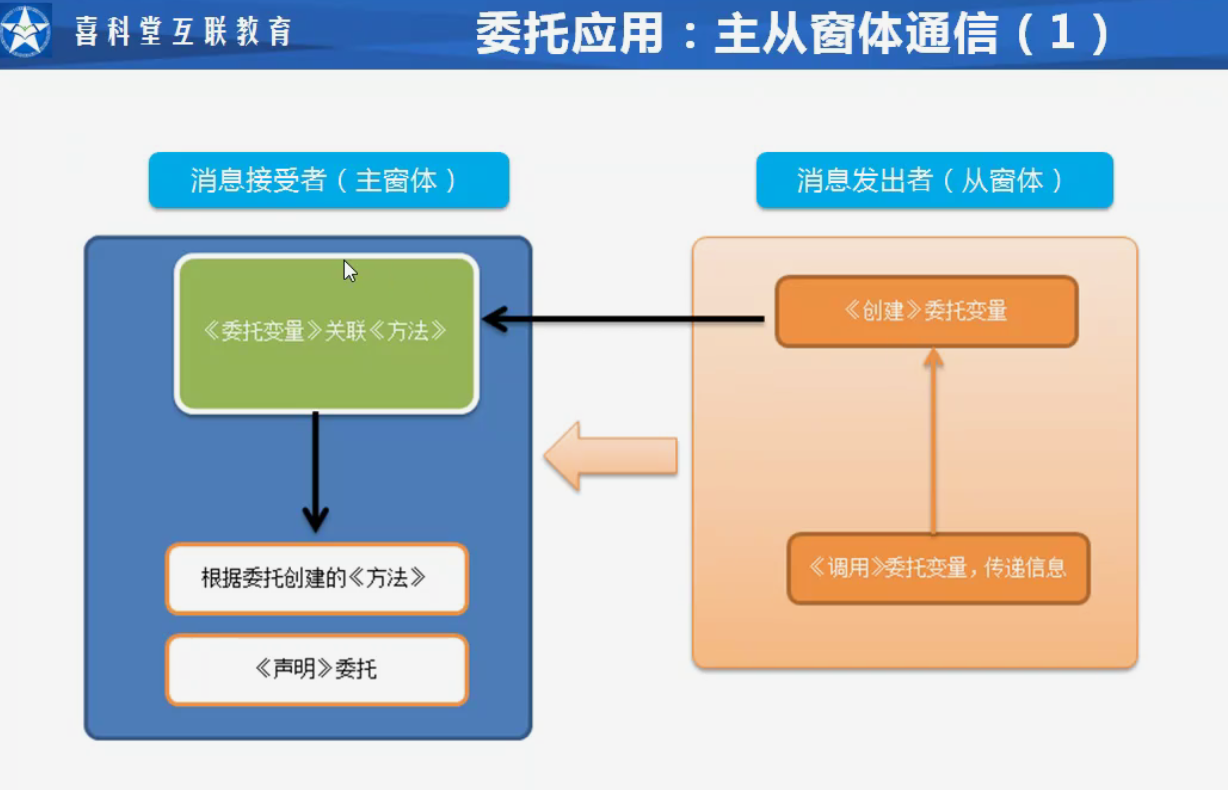 喜科堂互联教育
委托应用：主从窗体通信（1）
消息接受者（主窗体）
消息发出者（从窗体）
《委托变量》关联《方法》
《创建》委托变量
根据委托创建的《方法》
《调用》委托变量，传递信息
《声明》委托